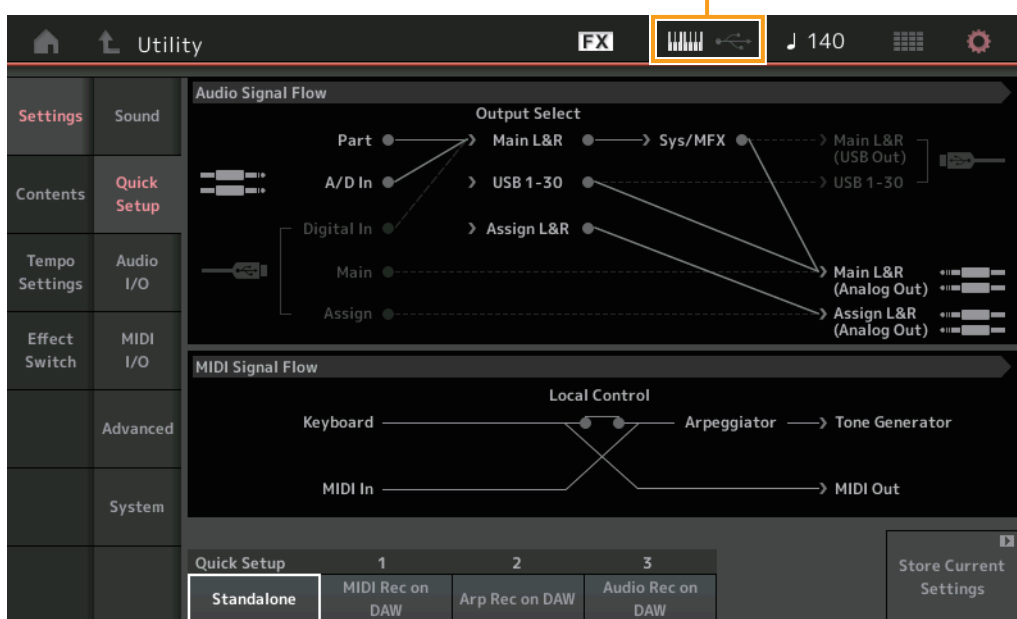 Utility
FX
140
Settings
Sound
Contents
Quick
Setup
Tempo
Settings
Audio
I/O
Effect
Switch
MIDI
I/O
Advanced
System
Audio Signal Flow
Output Select
Part
Main L&R
Sys/MFX
Main L&R
(USB Out)
A/D In
USB 1-30
USB 1-30
Digital In
Assign L&R
Main
Main L&R
(Analog Out)
Assign
Assign L&R
(Analog Out)
MIDI Signal Flow
Local Control
Keyboard
Arpeggiator
Tone Generator
MIDI In
MIDI Out
Quick Setup
1
2
3
Standalone
MIDI Rec on
DAW
Arp Rec on DAW
Audio Rec on
DAW
Store Current
Settings